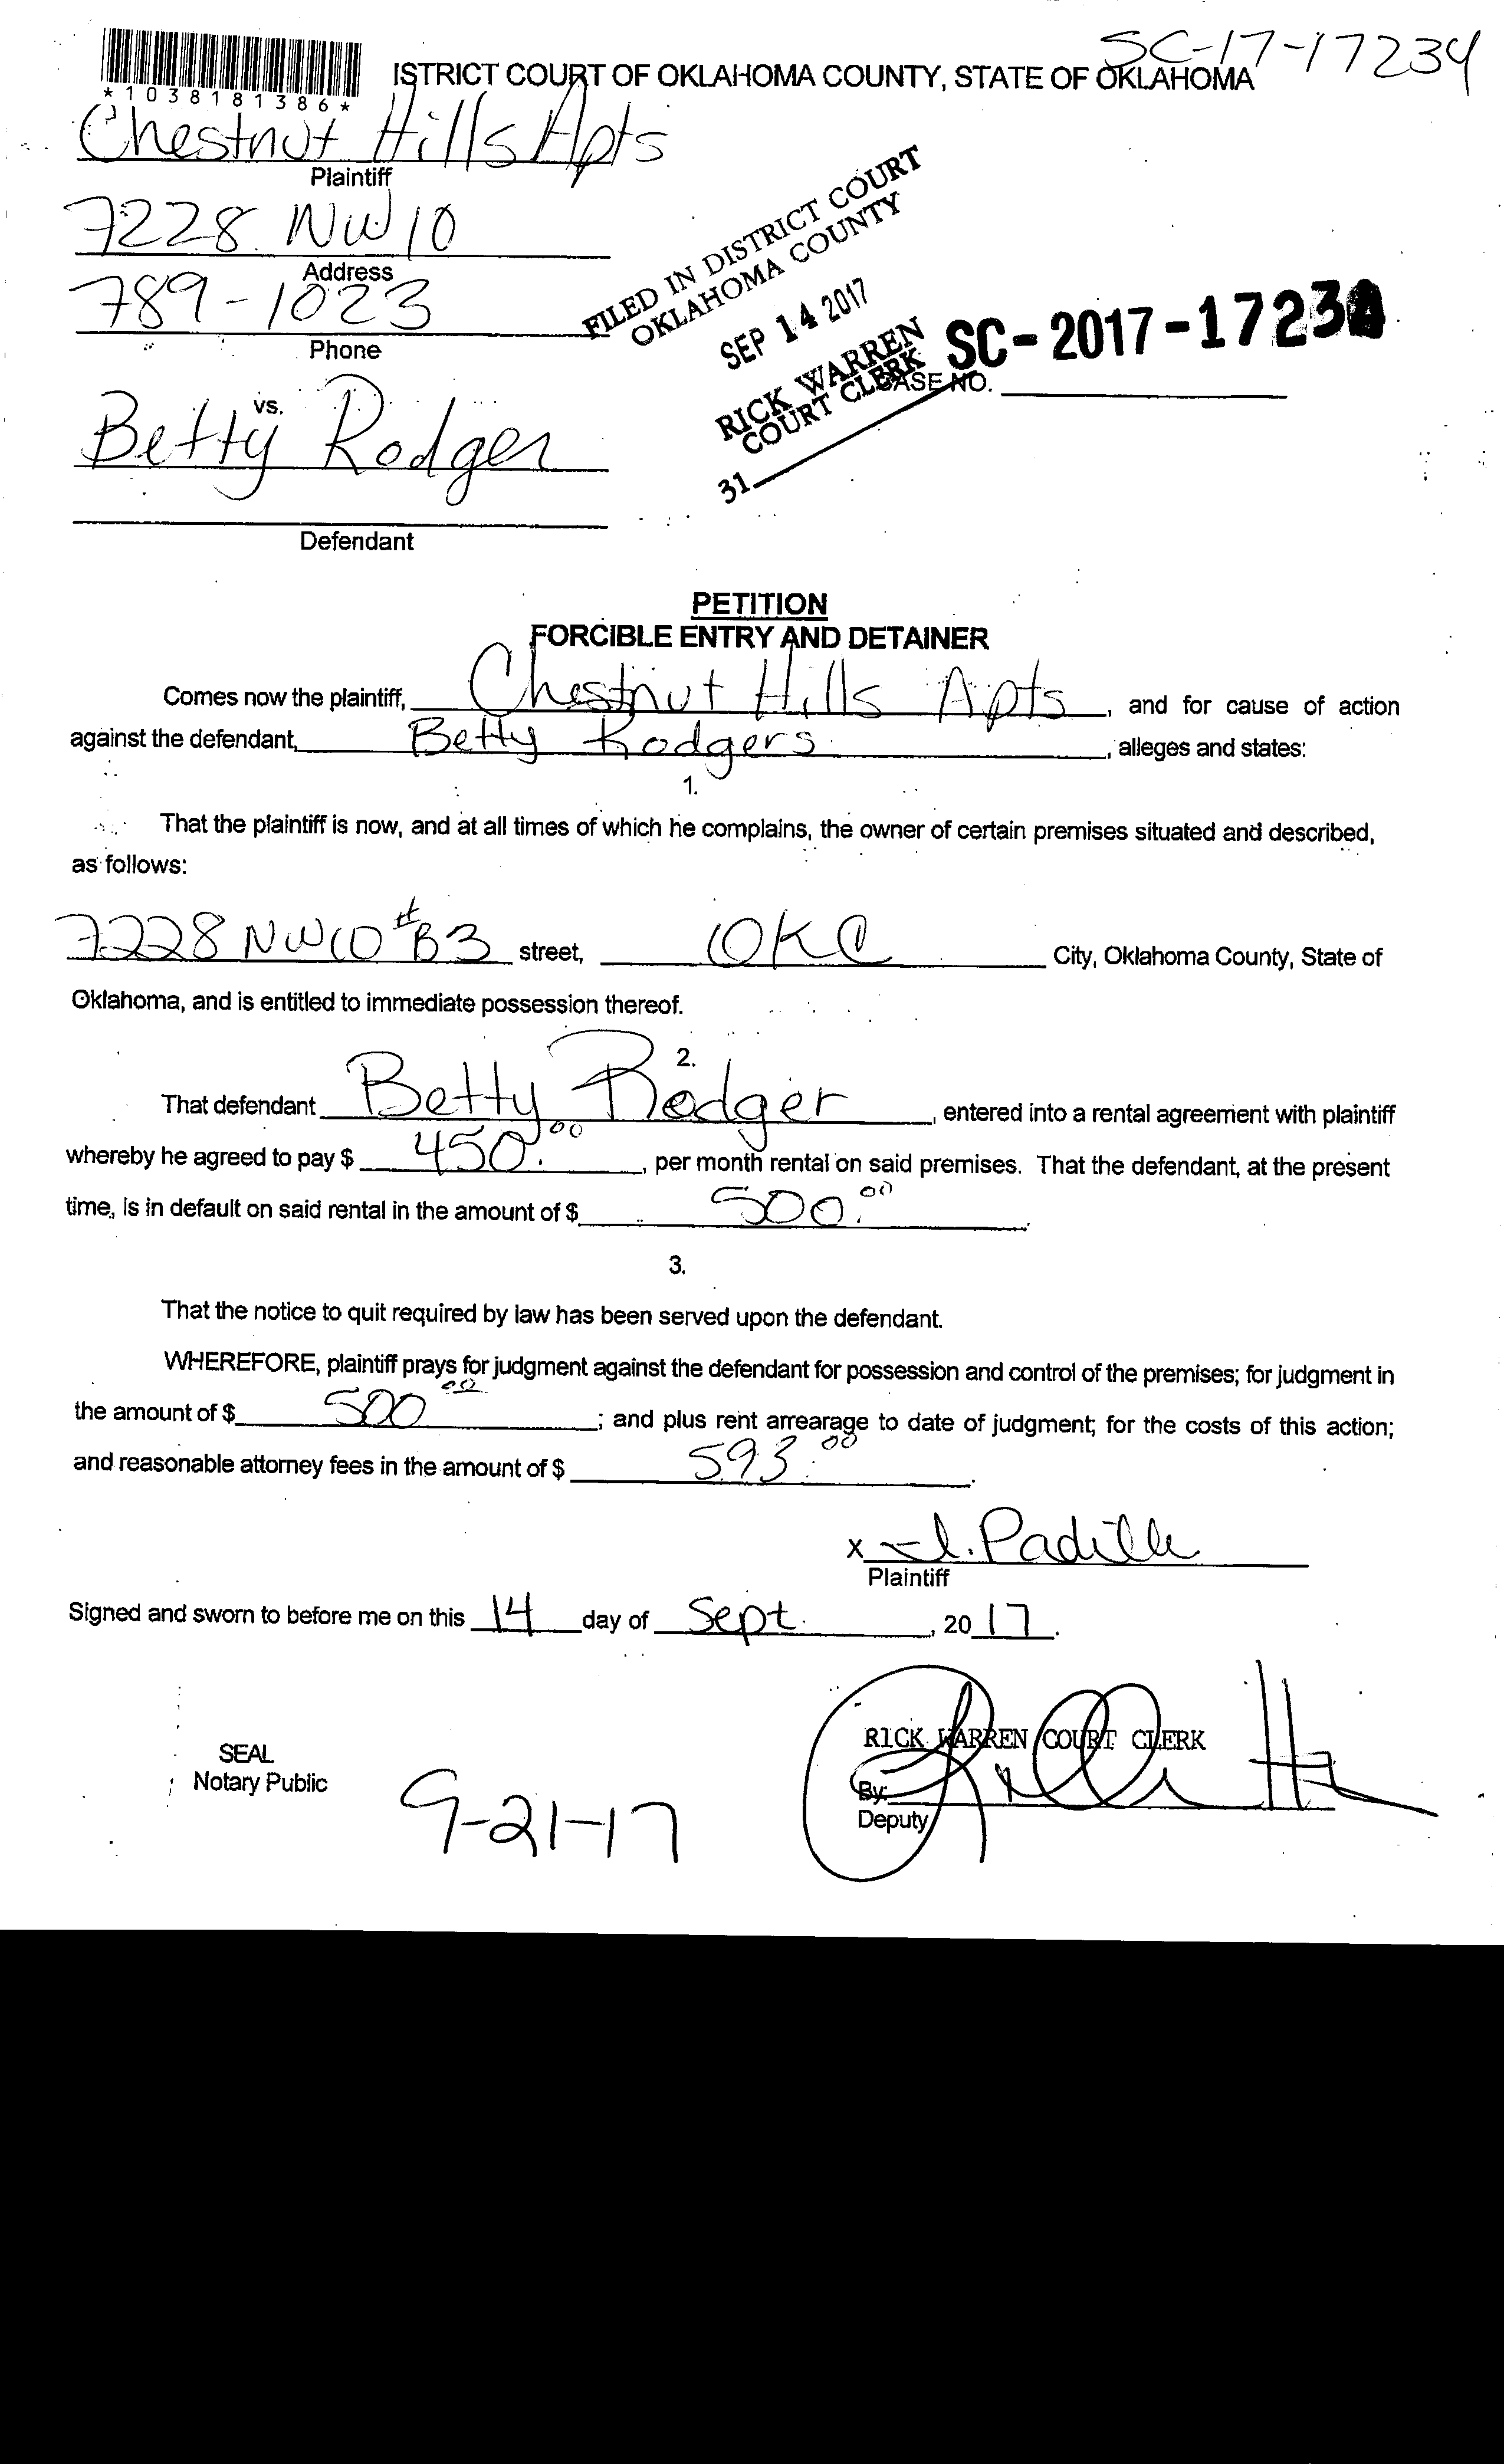 SC-17-17234
ISTRICT COURT OF OKLAHOMA COUNTY, STATE OF OKLAHOMA
*1038181386*
Chestnut Hills Apts
Plaintiff
7228 NW 10
Address
789-1023
Phone
FILED IN DISTRICT COURT
OKLAHOMA COUNTY
SEP 14 2017
RICK WARREN
COURT CLERK
31
SC-2017-17234
CASE NO.
vs.
Betty Rodger
Defendant
PETITION
FORCIBLE ENTRY AND DETAINER
Comes now the plaintiff, Chestnut Hills Apts, and for cause of action
against the defendant, Betty Rodgers, alleges and states:
1.
That the plaintiff is now, and at all times of which he complains, the owner of certain premises situated and described,
as follows:
7228 NW 10 #B3 street, OKC City, Oklahoma County, State of
Oklahoma, and is entitled to immediate possession thereof.
2.
That defendant Betty Rodger, entered into a rental agreement with plaintiff
whereby he agreed to pay $ 450.00, per month rental on said premises. That the defendant, at the present
time, is in default on said rental in the amount of $ 500.00.
3.
That the notice to quit required by law has been served upon the defendant.
WHEREFORE, plaintiff prays for judgment against the defendant for possession and control of the premises; for judgment in
the amount of $ 500 00; and plus rent arrearage to date of judgment; for the costs of this action;
and reasonable attorney fees in the amount of $ 593.00.
x I. Padilla
Plaintiff
Signed and sworn to before me on this 14 day of Sept., 20 17.
RICK WARREN COURT CLERK
SEAL
Notary Public
By:
Deputy
9-21-17